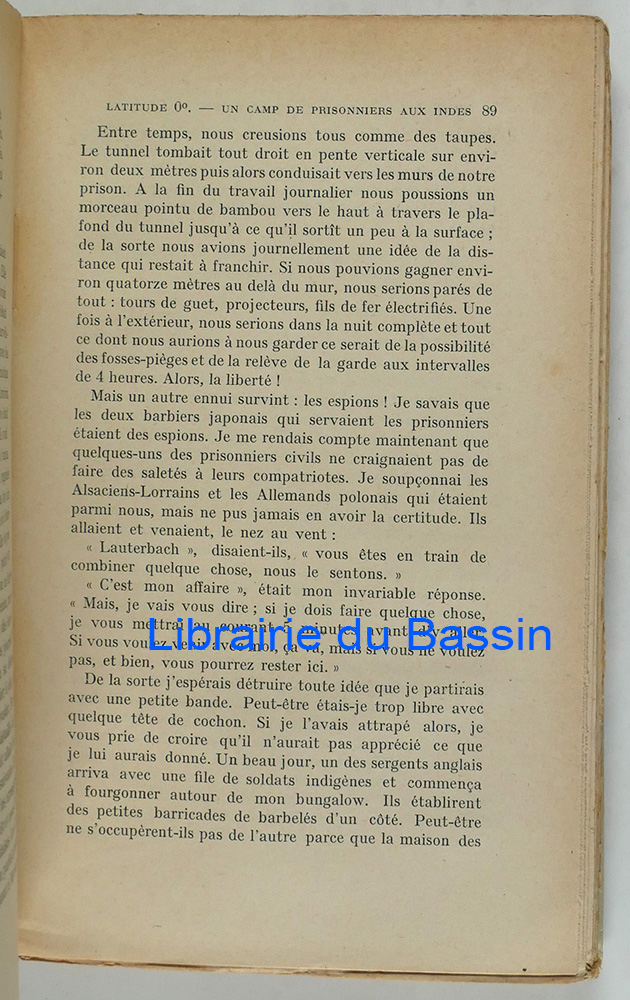 LATITUDE 0º. — UN CAMP DE PRISONNIERS AUX INDES 89
Entre temps, nous creusions tous comme des taupes.
Le tunnel tombait tout droit en pente verticale sur envi-
ron deux mètres puis alors conduisait vers les murs de notre
prison. A la fin du travail journalier nous poussions un
morceau pointu de bambou vers le haut à travers le pla-
fond du tunnel jusqu'à ce qu'il sortît un peu à la surface ;
de la sorte nous avions journellement une idée de la dis-
tance qui restait à franchir. Si nous pouvions gagner envi-
ron quatorze mètres au delà du mur, nous serions parés de
tout : tours de guet, projecteurs, fils de fer électrifiés. Une
fois à l'extérieur, nous serions dans la nuit complète et tout
ce dont nous aurions à nous garder ce serait de la possibilité
des fosses-pièges et de la relève de la garde aux intervalles
de 4 heures. Alors, la liberté !
Mais un autre ennui survint : les espions ! Je savais que
les deux barbiers japonais qui servaient les prisonniers
étaient des espions. Je me rendais compte maintenant que
quelques-uns des prisonniers civils ne craignaient pas de
faire des saletés à leurs compatriotes. Je soupçonnai les
Alsaciens-Lorrains et les Allemands polonais qui étaient
parmi nous, mais ne pus jamais en avoir la certitude. Ils
allaient et venaient, le nez au vent :
« Lauterbach », disaient-ils, « vous êtes en train de
combiner quelque chose, nous le sentons. »
« C'est mon affaire », était mon invariable réponse.
« Mais, je vais vous dire ; si je dois faire quelque chose,
je vous mettrai au courant 5 minutes avant d'y aller.
Si vous voulez venir avec moi, ça va, mais si vous ne voulez
pas, et bien, vous pourrez rester ici. »
Librairie du Bassin
De la sorte j'espérais détruire toute idée que je partirais
avec une petite bande. Peut-être étais-je trop libre avec
quelque tête de cochon. Si je l'avais attrapé alors, je
vous prie de croire qu'il n'aurait pas apprécié ce que
je lui aurais donné. Un beau jour, un des sergents anglais
arriva avec une file de soldats indigènes et commença
à fourgonner autour de mon bungalow. Ils établirent
des petites barricades de barbelés d'un côté. Peut-être
ne s'occupèrent-ils pas de l'autre parce que la maison des